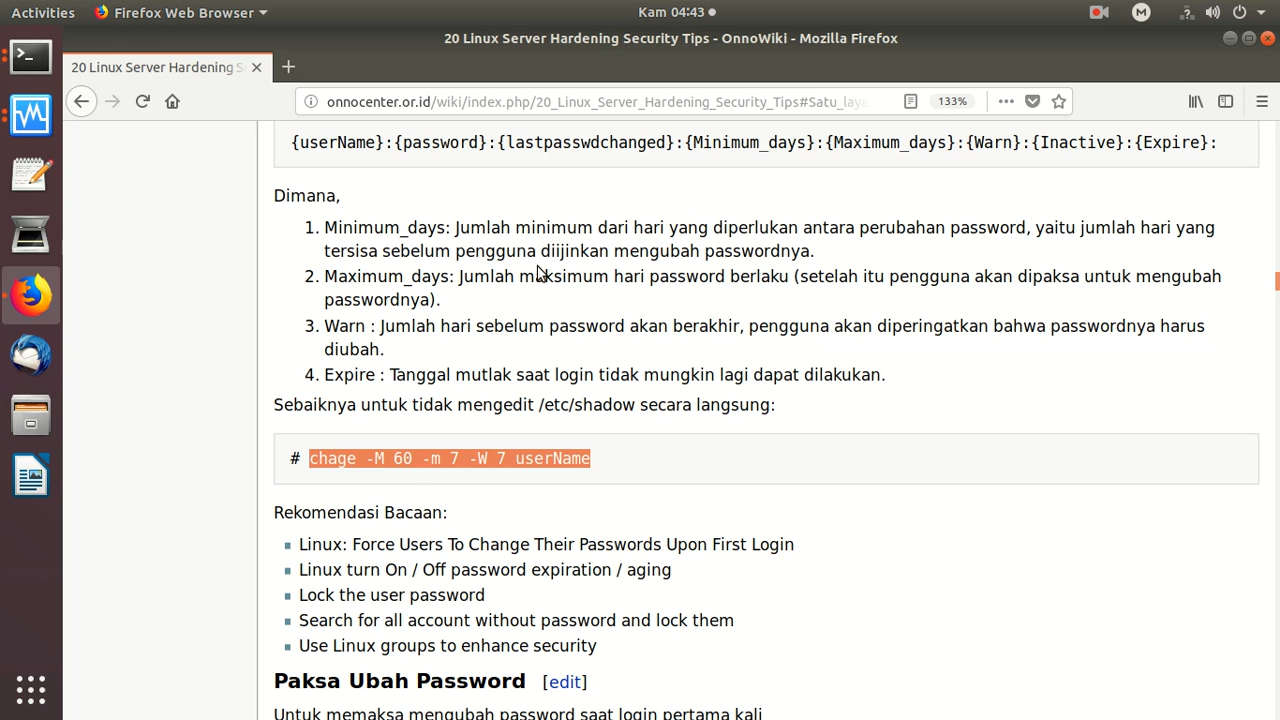 Activities
Firefox Web Browser
Kam 04:43
M
20 Linux Server Hardening Security Tips - OnnoWiki - Mozilla Firefox
20 Linux Server Hardening S
onnocenter.or.id/wiki/index.php/20_Linux_Server_Hardening_Security_Tips#Satu_laya
133%
{userName}:{password}:{lastpasswdchanged}:{Minimum_days}:{Maximum_days}:{Warn}:{Inactive}:{Expire}:
Dimana,
1. Minimum_days: Jumlah minimum dari hari yang diperlukan antara perubahan password, yaitu jumlah hari yang
tersisa sebelum pengguna diijinkan mengubah passwordnya.
2. Maximum_days: Jumlah maksimum hari password berlaku (setelah itu pengguna akan dipaksa untuk mengubah
passwordnya).
3. Warn : Jumlah hari sebelum password akan berakhir, pengguna akan diperingatkan bahwa passwordnya harus
diubah.
4. Expire : Tanggal mutlak saat login tidak mungkin lagi dapat dilakukan.
Sebaiknya untuk tidak mengedit /etc/shadow secara langsung:
# chage -M 60 -m 7 -W 7 userName
Rekomendasi Bacaan:
Linux: Force Users To Change Their Passwords Upon First Login
Linux turn On / Off password expiration / aging
Lock the user password
Search for all account without password and lock them
Use Linux groups to enhance security
Paksa Ubah Password [edit]
Untuk memaksa mengubah password saat login pertama kali